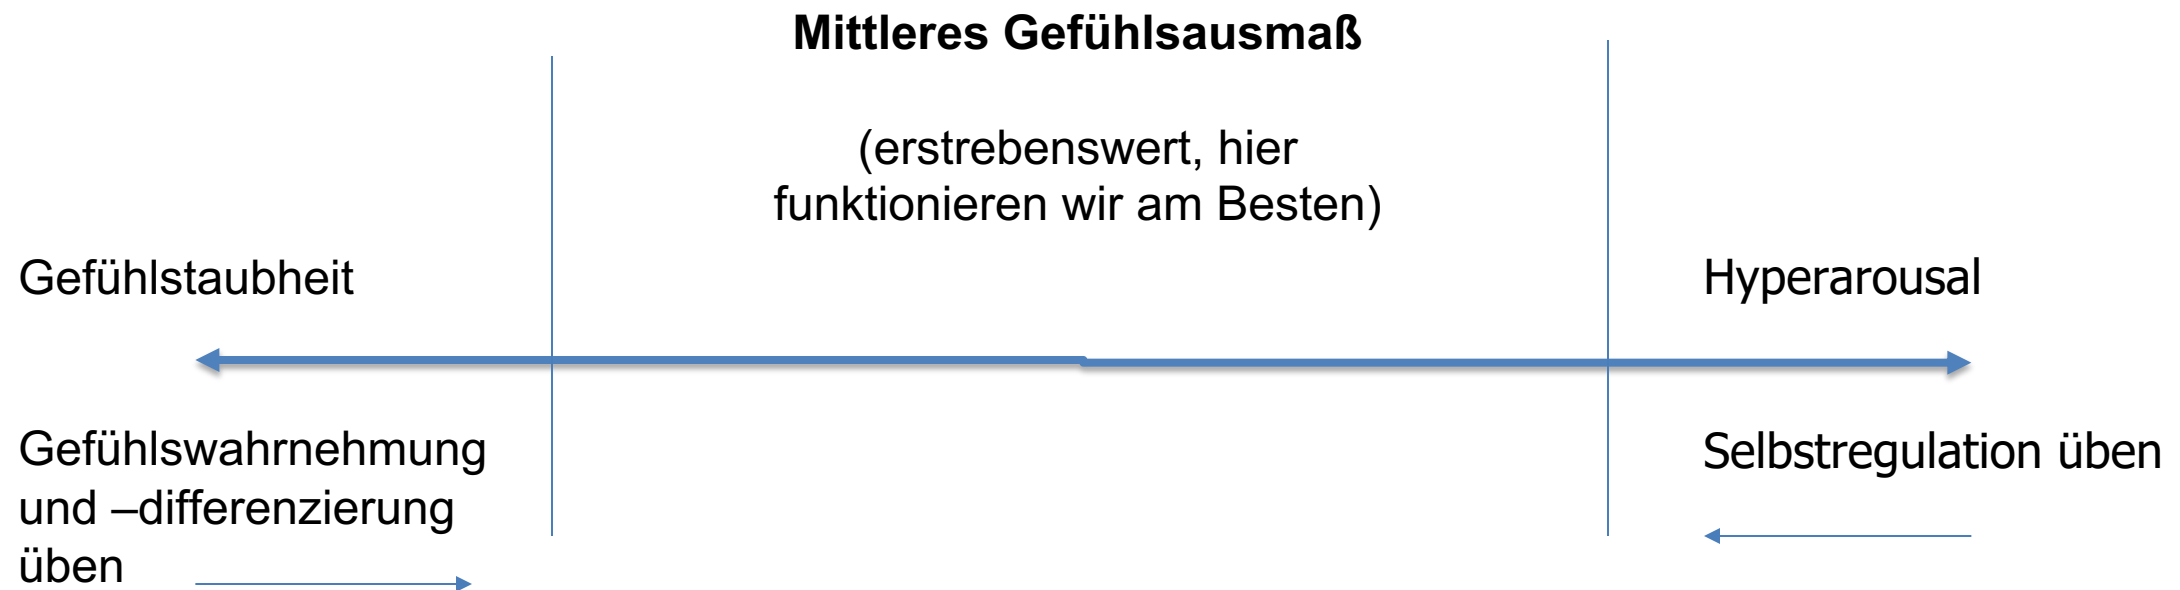 Mittleres Gefühlsausmaß
(erstrebenswert, hier
funktionieren wir am Besten)
Gefühlstaubheit
Hyperarousal
Gefühlswahrnehmung
und –differenzierung
üben
Selbstregulation üben